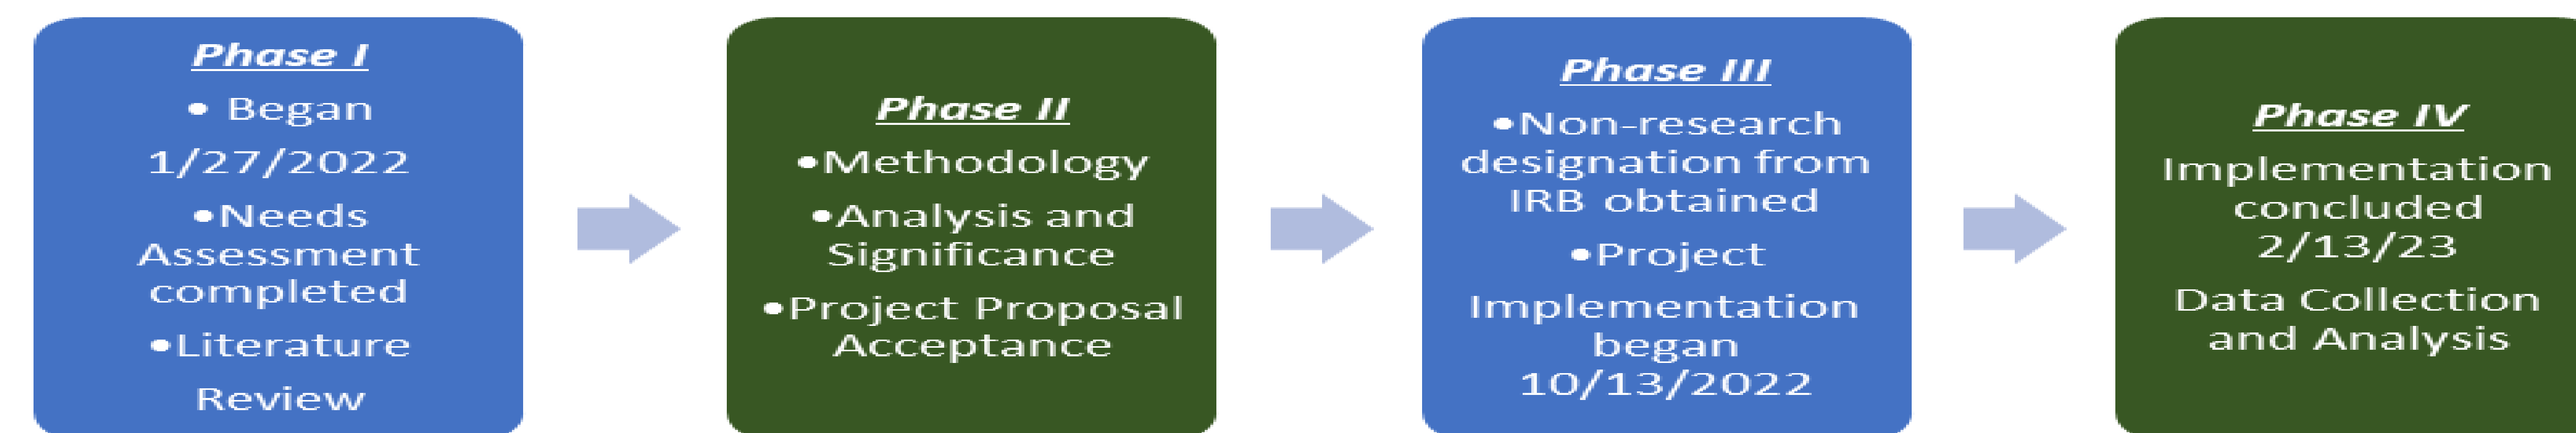 Phase I
• Began
1/27/2022
•Needs
Assessment
completed
•Literature
Review
Phase II
•Methodology
•Analysis and
Significance
•Project Proposal
Acceptance
Phase III
•Non-research
designation from
IRB obtained
•Project
Implementation
began
10/13/2022
Phase IV
Implementation
concluded
2/13/23
Data Collection
and Analysis